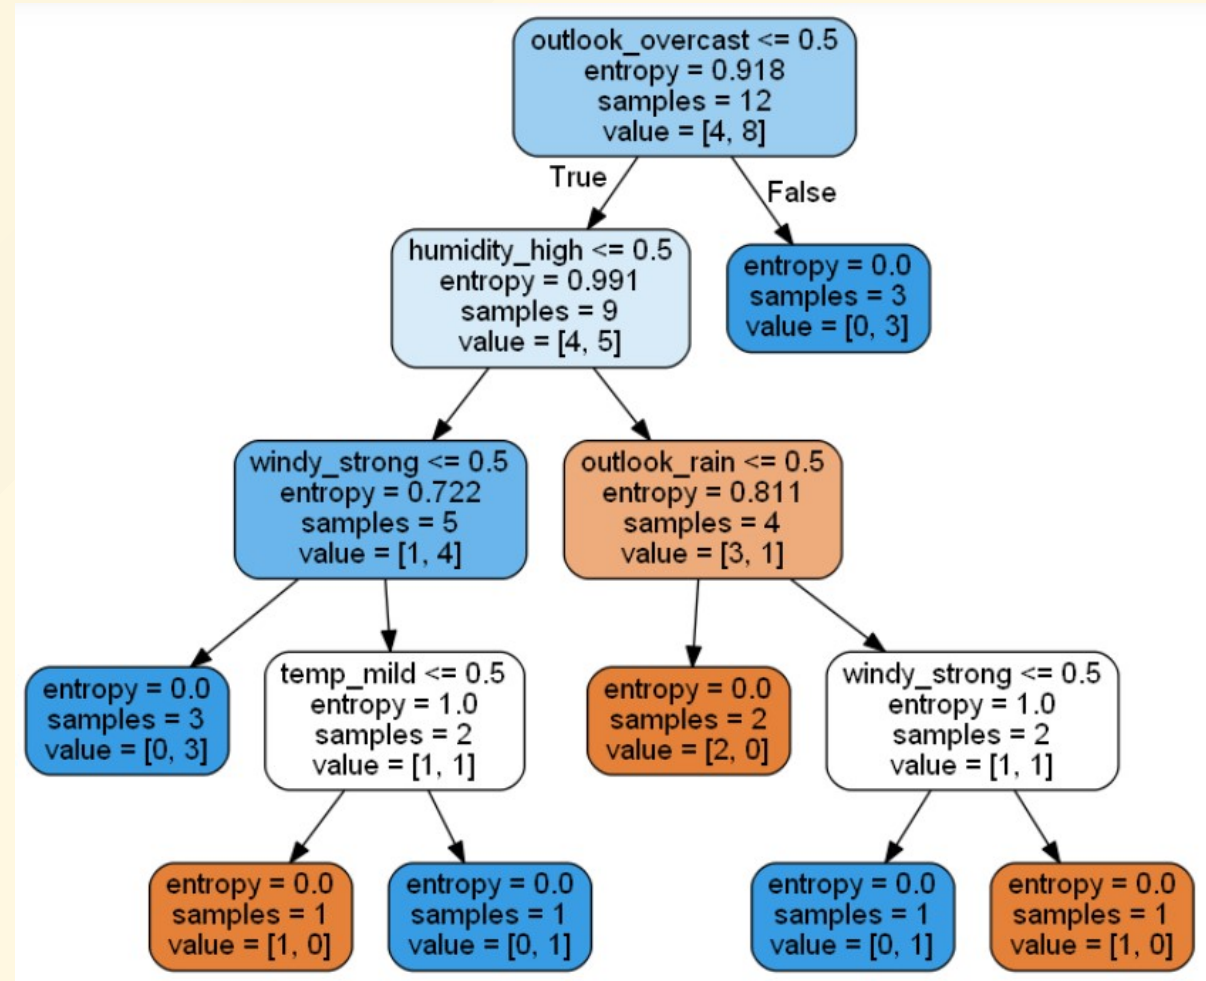 outlook_overcast <= 0.5
entropy = 0.918
samples = 12
value = [4, 8]
True
False
humidity_high <= 0.5
entropy = 0.991
samples = 9
value = [4, 5]
entropy = 0.0
samples = 3
value = [0, 3]
windy_strong <= 0.5
entropy = 0.722
samples = 5
value = [1, 4]
outlook_rain <= 0.5
entropy = 0.811
samples = 4
value = [3, 1]
entropy = 0.0
samples = 3
value = [0, 3]
temp_mild <= 0.5
entropy = 1.0
samples = 2
value = [1, 1]
entropy = 0.0
samples = 2
value = [2, 0]
windy_strong <= 0.5
entropy = 1.0
samples = 2
value = [1, 1]
entropy = 0.0
samples = 1
value = [1, 0]
entropy = 0.0
samples = 1
value = [0, 1]
entropy = 0.0
samples = 1
value = [0, 1]
entropy = 0.0
samples = 1
value = [1, 0]